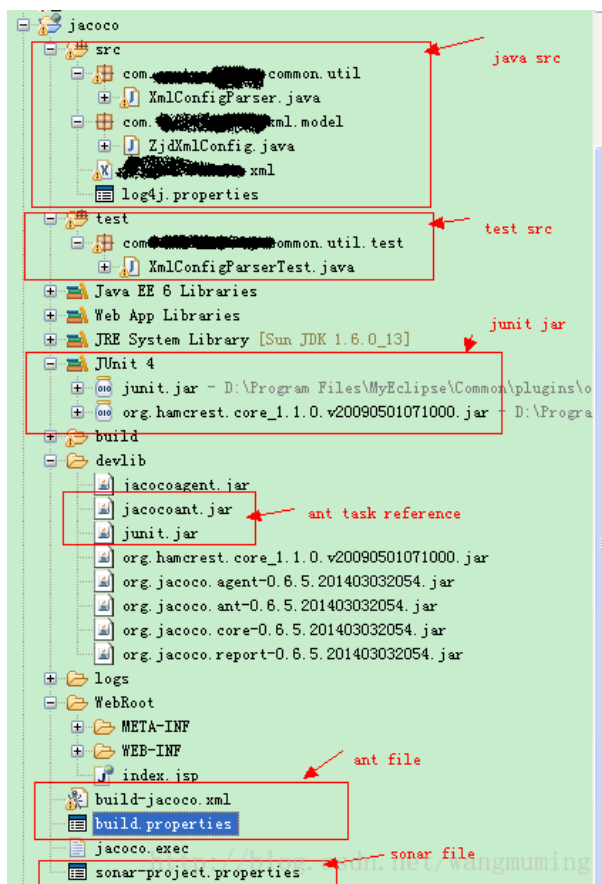 jacoco
src
java src
com. common.util
XmlConfigParser.java
com. xml.model
ZjdXmlConfig.java
xml
log4j.properties
test
test src
com ommon.util.test
XmlConfigParserTest.java
Java EE 6 Libraries
Web App Libraries
junit jar
JRE System Library [Sun JDK 1.6.0_13]
JUnit 4
junit.jar - D:\Program Files\MyEclipse\Common\plugins\o
org.hamcrest.core_1.1.0.v20090501071000.jar - D:\Progra
build
devlib
jacocoagent.jar
jacocoant.jar
ant task reference
junit.jar
org.hamcrest.core_1.1.0.v20090501071000.jar
org.jacoco.agent-0.6.5.201403032054.jar
org.jacoco.ant-0.6.5.201403032054.jar
org.jacoco.core-0.6.5.201403032054.jar
org.jacoco.report-0.6.5.201403032054.jar
logs
WebRoot
META-INF
WEB-INF
ant file
index.jsp
build-jacoco.xml
build.properties
jacoco.exec
sonar file
http://blog.csdn.net/wangmuming
sonar-project.properties